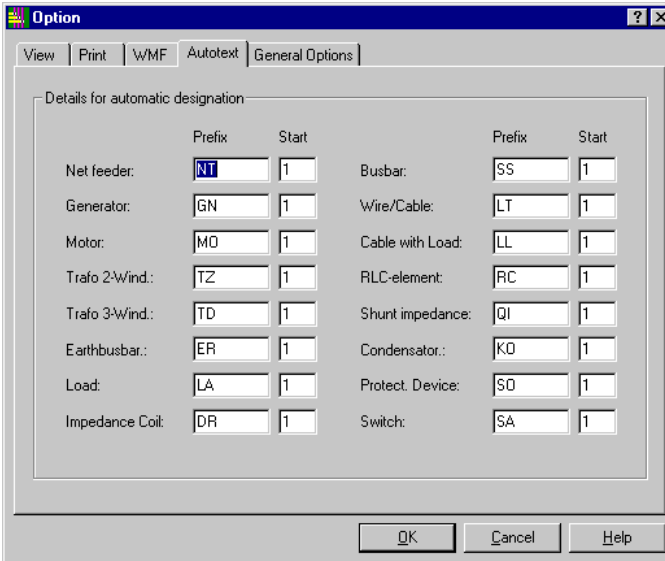 Option
View Print WMF Autotext General Options
Details for automatic designation
Prefix Start Prefix Start
Net feeder: NT 1 Busbar: SS 1
Generator: GN 1 Wire/Cable: LT 1
Motor: MO 1 Cable with Load: LL 1
Trafo 2-Wind.: TZ 1 RLC-element: RC 1
Trafo 3-Wind.: TD 1 Shunt impedance: QI 1
Earthbusbar.: ER 1 Condensator.: KO 1
Load: LA 1 Protect. Device: SO 1
Impedance Coil: DR 1 Switch: SA 1
OK Cancel Help